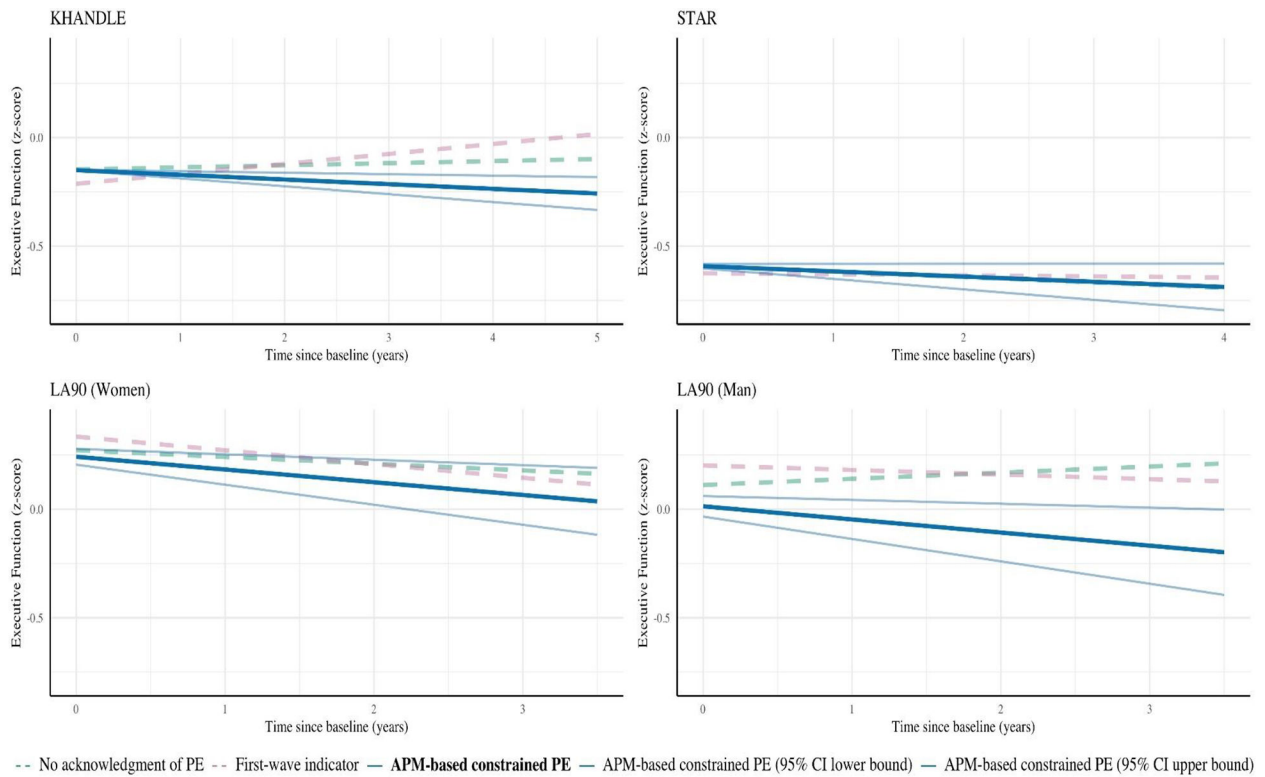 KHANDLE
Executive Function (z-score)
0.0
-0.5
0 1 2 3 4 5
Time since baseline (years)
STAR
Executive Function (z-score)
0.0
-0.5
0 1 2 3 4
Time since baseline (years)
LA90 (Women)
Executive Function (z-score)
0.0
-0.5
0 1 2 3
Time since baseline (years)
LA90 (Man)
Executive Function (z-score)
0.0
-0.5
0 1 2 3
Time since baseline (years)
No acknowledgment of PE First-wave indicator APM-based constrained PE APM-based constrained PE (95% CI lower bound) APM-based constrained PE (95% CI upper bound)